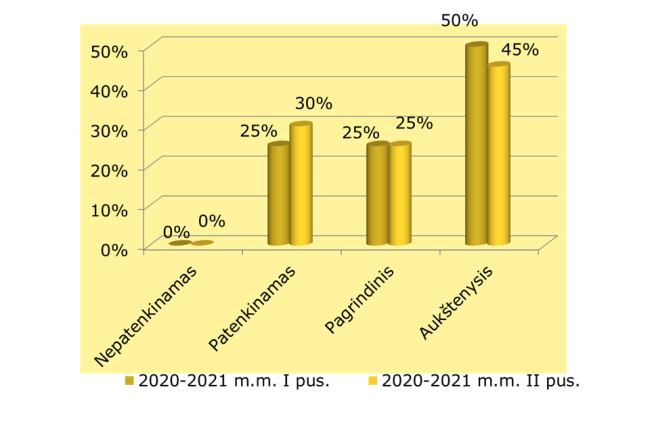 50%
45%
50%
40%
30%
25%
30%
25%
25%
20%
10%
0%
0%
0%
Nepatenkinamas
Patenkinamas
Pagrindinis
Aukštenysis
2020-2021 m.m. I pus.
2020-2021 m.m. II pus.